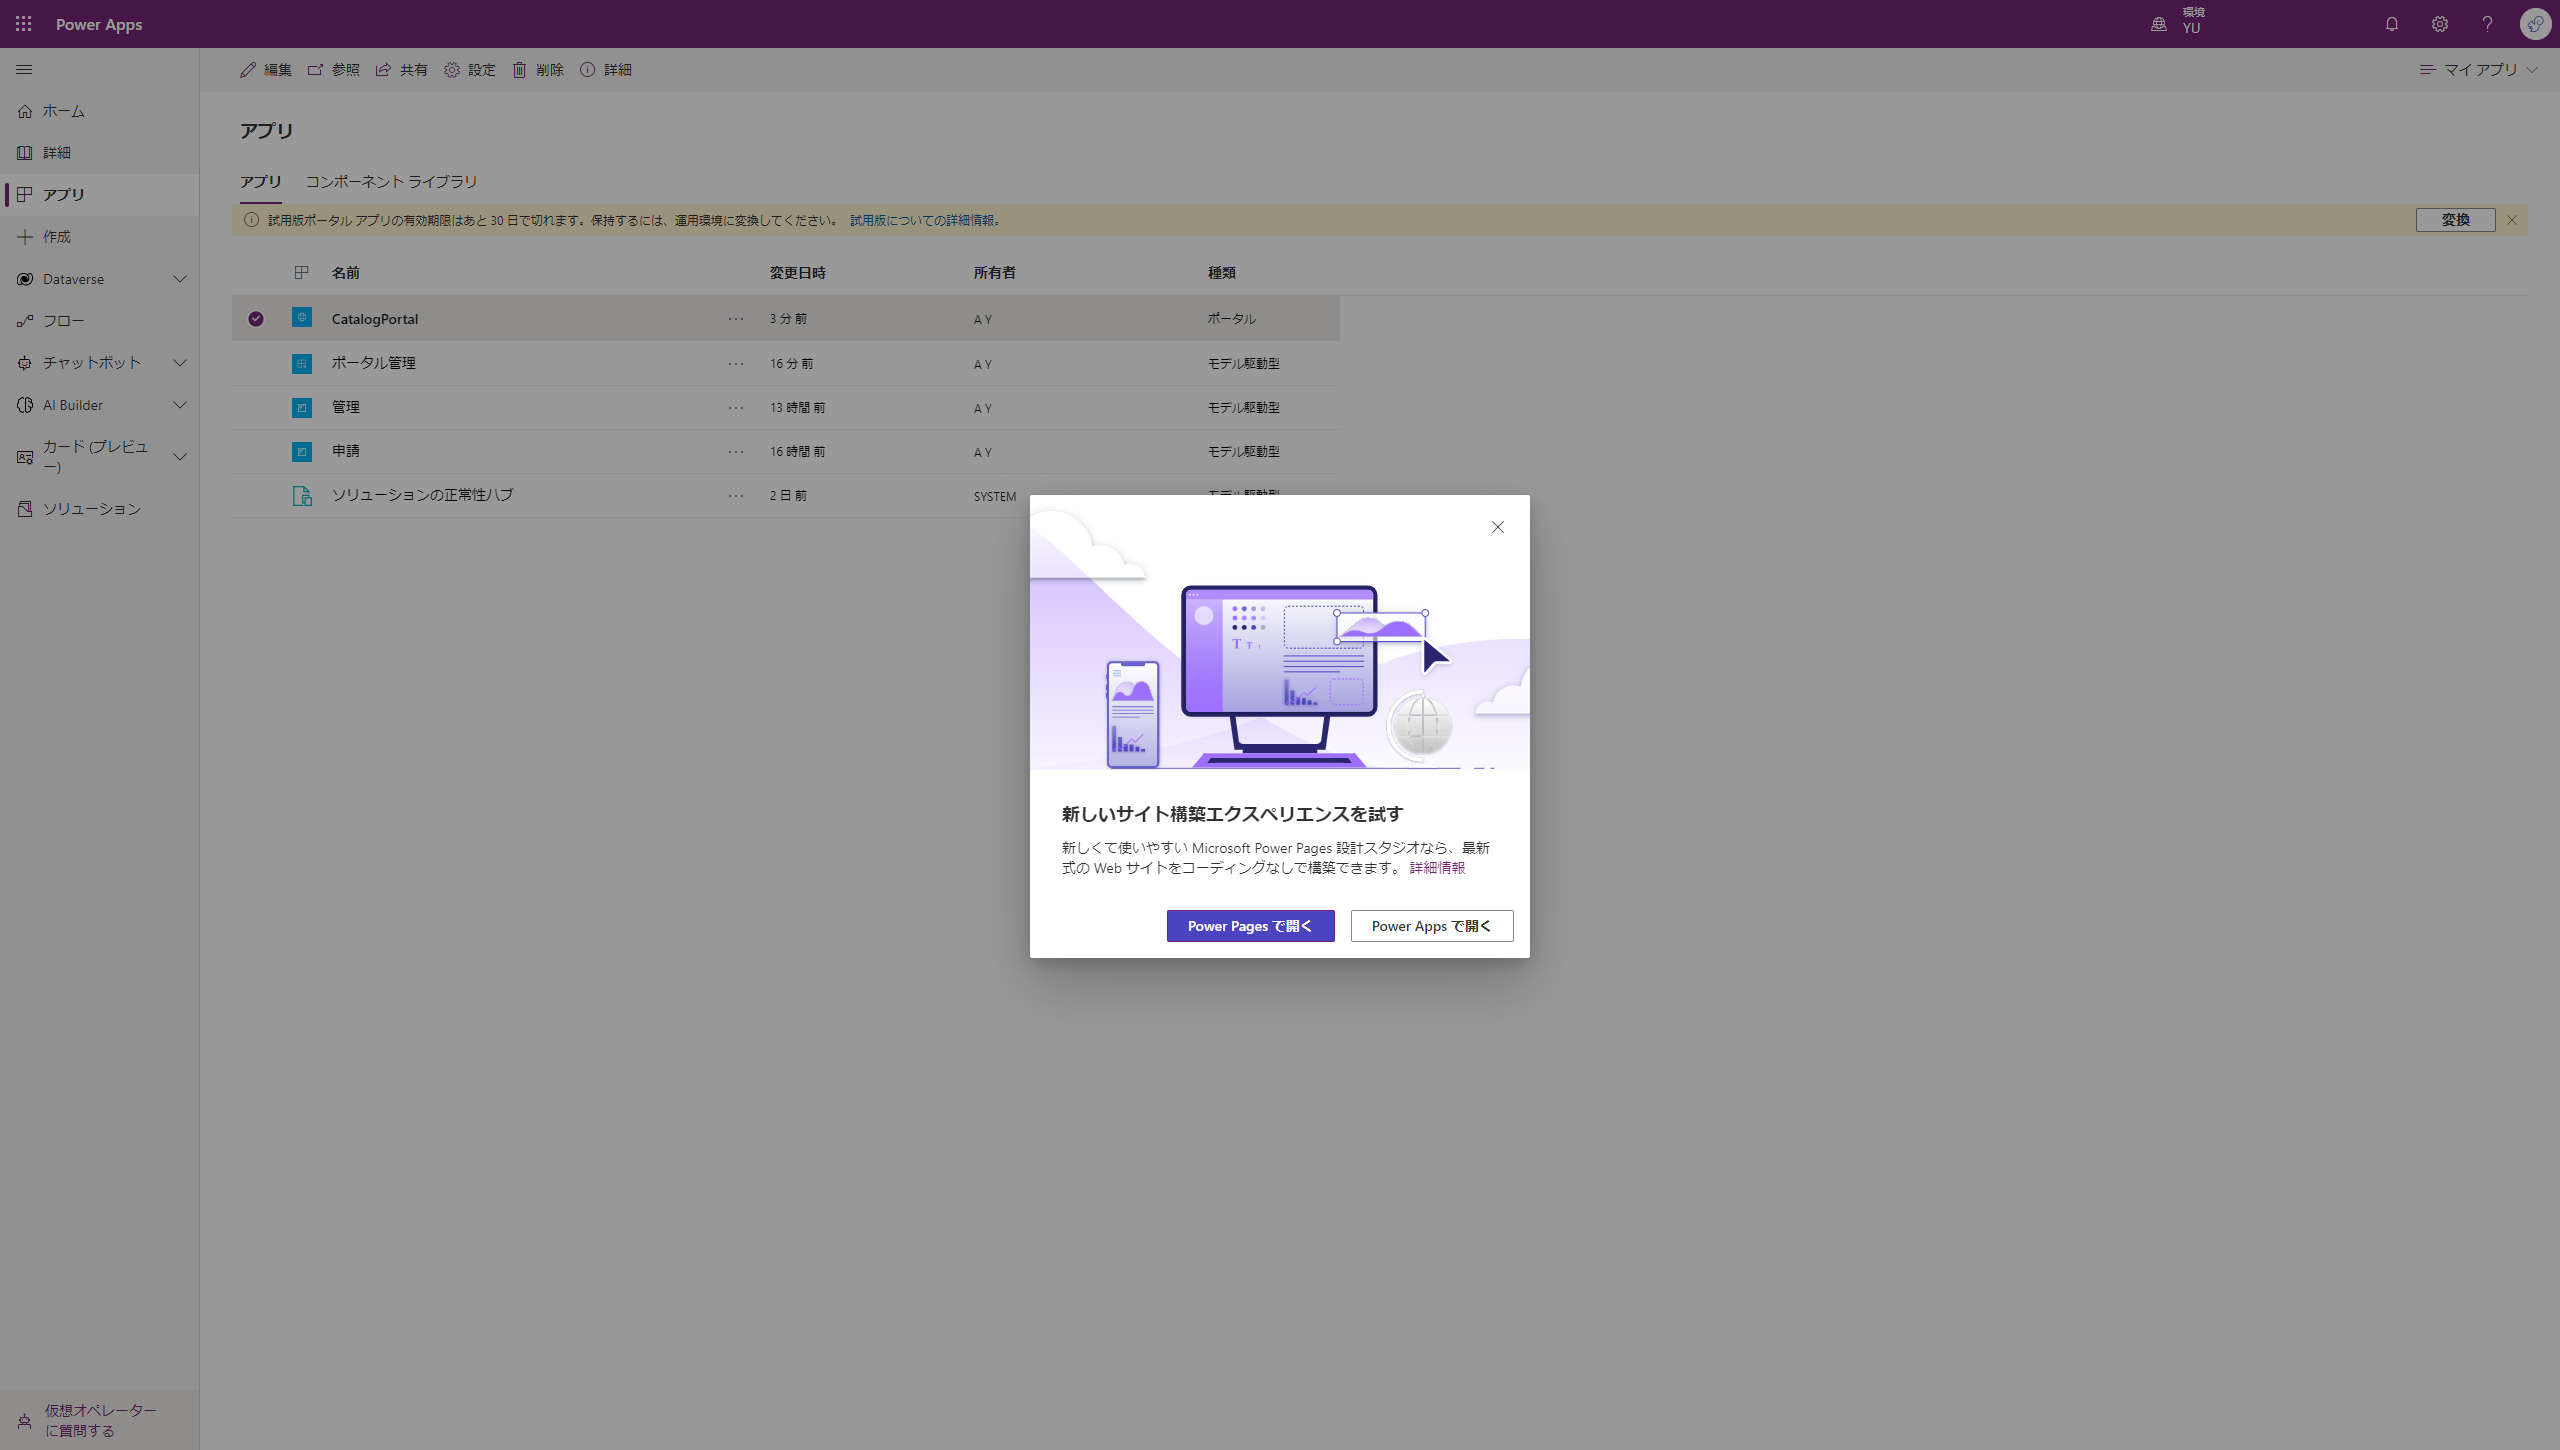 Power Apps
環境
YU
編集 参照 共有 設定 削除 詳細
マイ アプリ
ホーム
詳細
アプリ
作成
Dataverse
フロー
チャットボット
AI Builder
カード (プレビュ
ー)
ソリューション
仮想オペレーター
に質問する
アプリ
アプリ コンポーネント ライブラリ
試用版ポータル アプリの有効期限はあと 30 日で切れます。保持するには、運用環境に変換してください。 試用版についての詳細情報。
変換
名前 変更日時 所有者 種類
CatalogPortal ... 3 分 前 A Y ポータル
ポータル管理 ... 16 分 前 A Y モデル駆動型
管理 ... 13 時間 前 A Y モデル駆動型
申請 ... 16 時間 前 A Y モデル駆動型
ソリューションの正常性ハブ ... 2 日 前 SYSTEM モデル駆動型
T T T
新しいサイト構築エクスペリエンスを試す
新しくて使いやすい Microsoft Power Pages 設計スタジオなら、最新
式の Web サイトをコーディングなしで構築できます。 詳細情報
Power Pages で開く Power Apps で開く